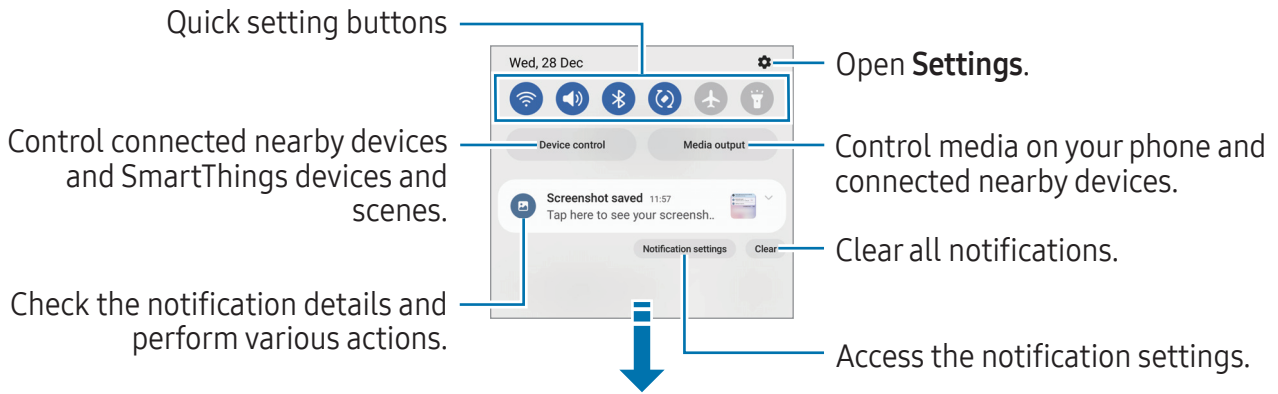 Quick setting buttons
Wed, 28 Dec
Open Settings.
Control connected nearby devices
and SmartThings devices and
scenes.
Device control
Media output
Control media on your phone and
connected nearby devices.
Screenshot saved 11:57
Tap here to see your screensh..
Notification settings
Clear
Clear all notifications.
Check the notification details and
perform various actions.
Access the notification settings.